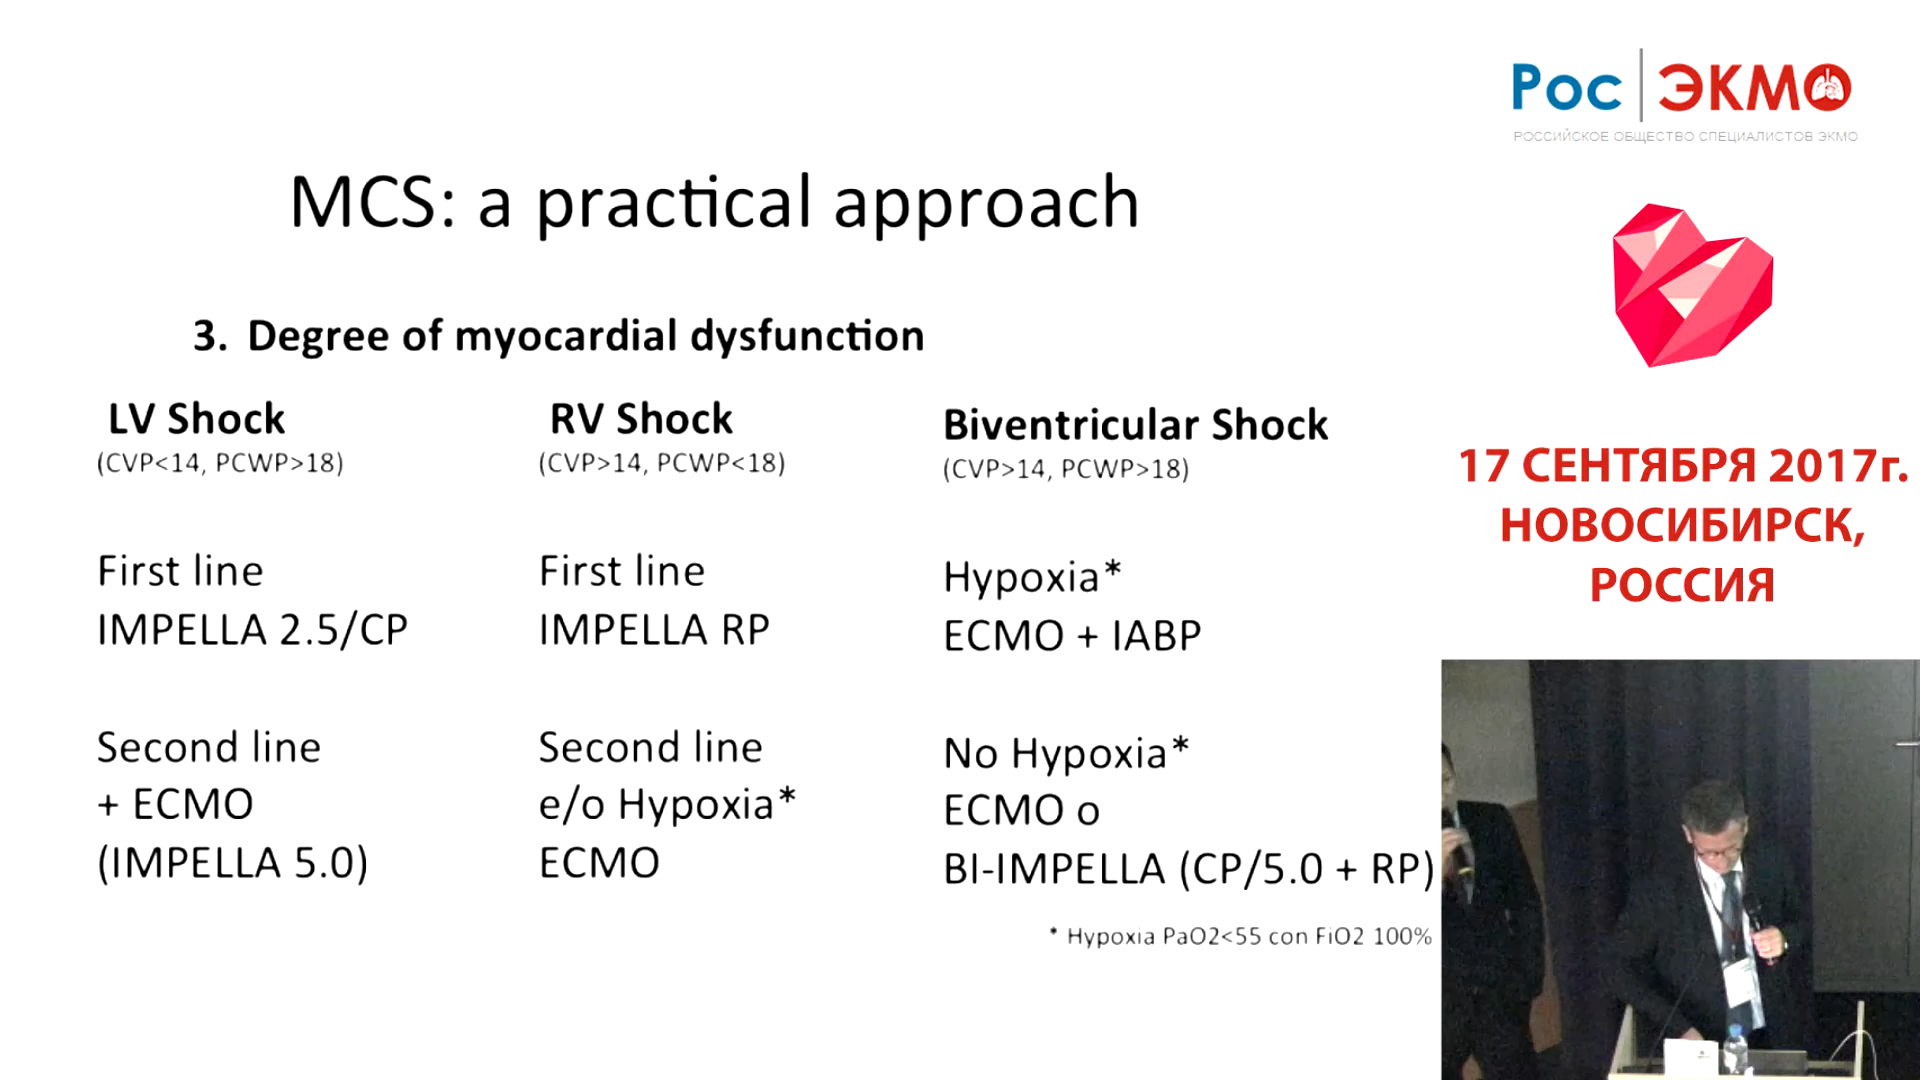 Рос ЭКМО
РОССИЙСКОЕ ОБЩЕСТВО СПЕЦИАЛИСТОВ ЭКМО
MCS: a practical approach
3. Degree of myocardial dysfunction
LV Shock
(CVP<14, PCWP>18)
First line
IMPELLA 2.5/CP
Second line
+ ECMO
(IMPELLA 5.0)
RV Shock
(CVP>14, PCWP<18)
First line
IMPELLA RP
Second line
e/o Hypoxia*
ECMO
Biventricular Shock
(CVP>14, PCWP>18)
Hypoxia*
ECMO + IABP
No Hypoxia*
ECMO o
BI-IMPELLA (CP/5.0 + RP)
* Hypoxia PaO2<55 con FiO2 100%
17 СЕНТЯБРЯ 2017г.
НОВОСИБИРСК,
РОССИЯ